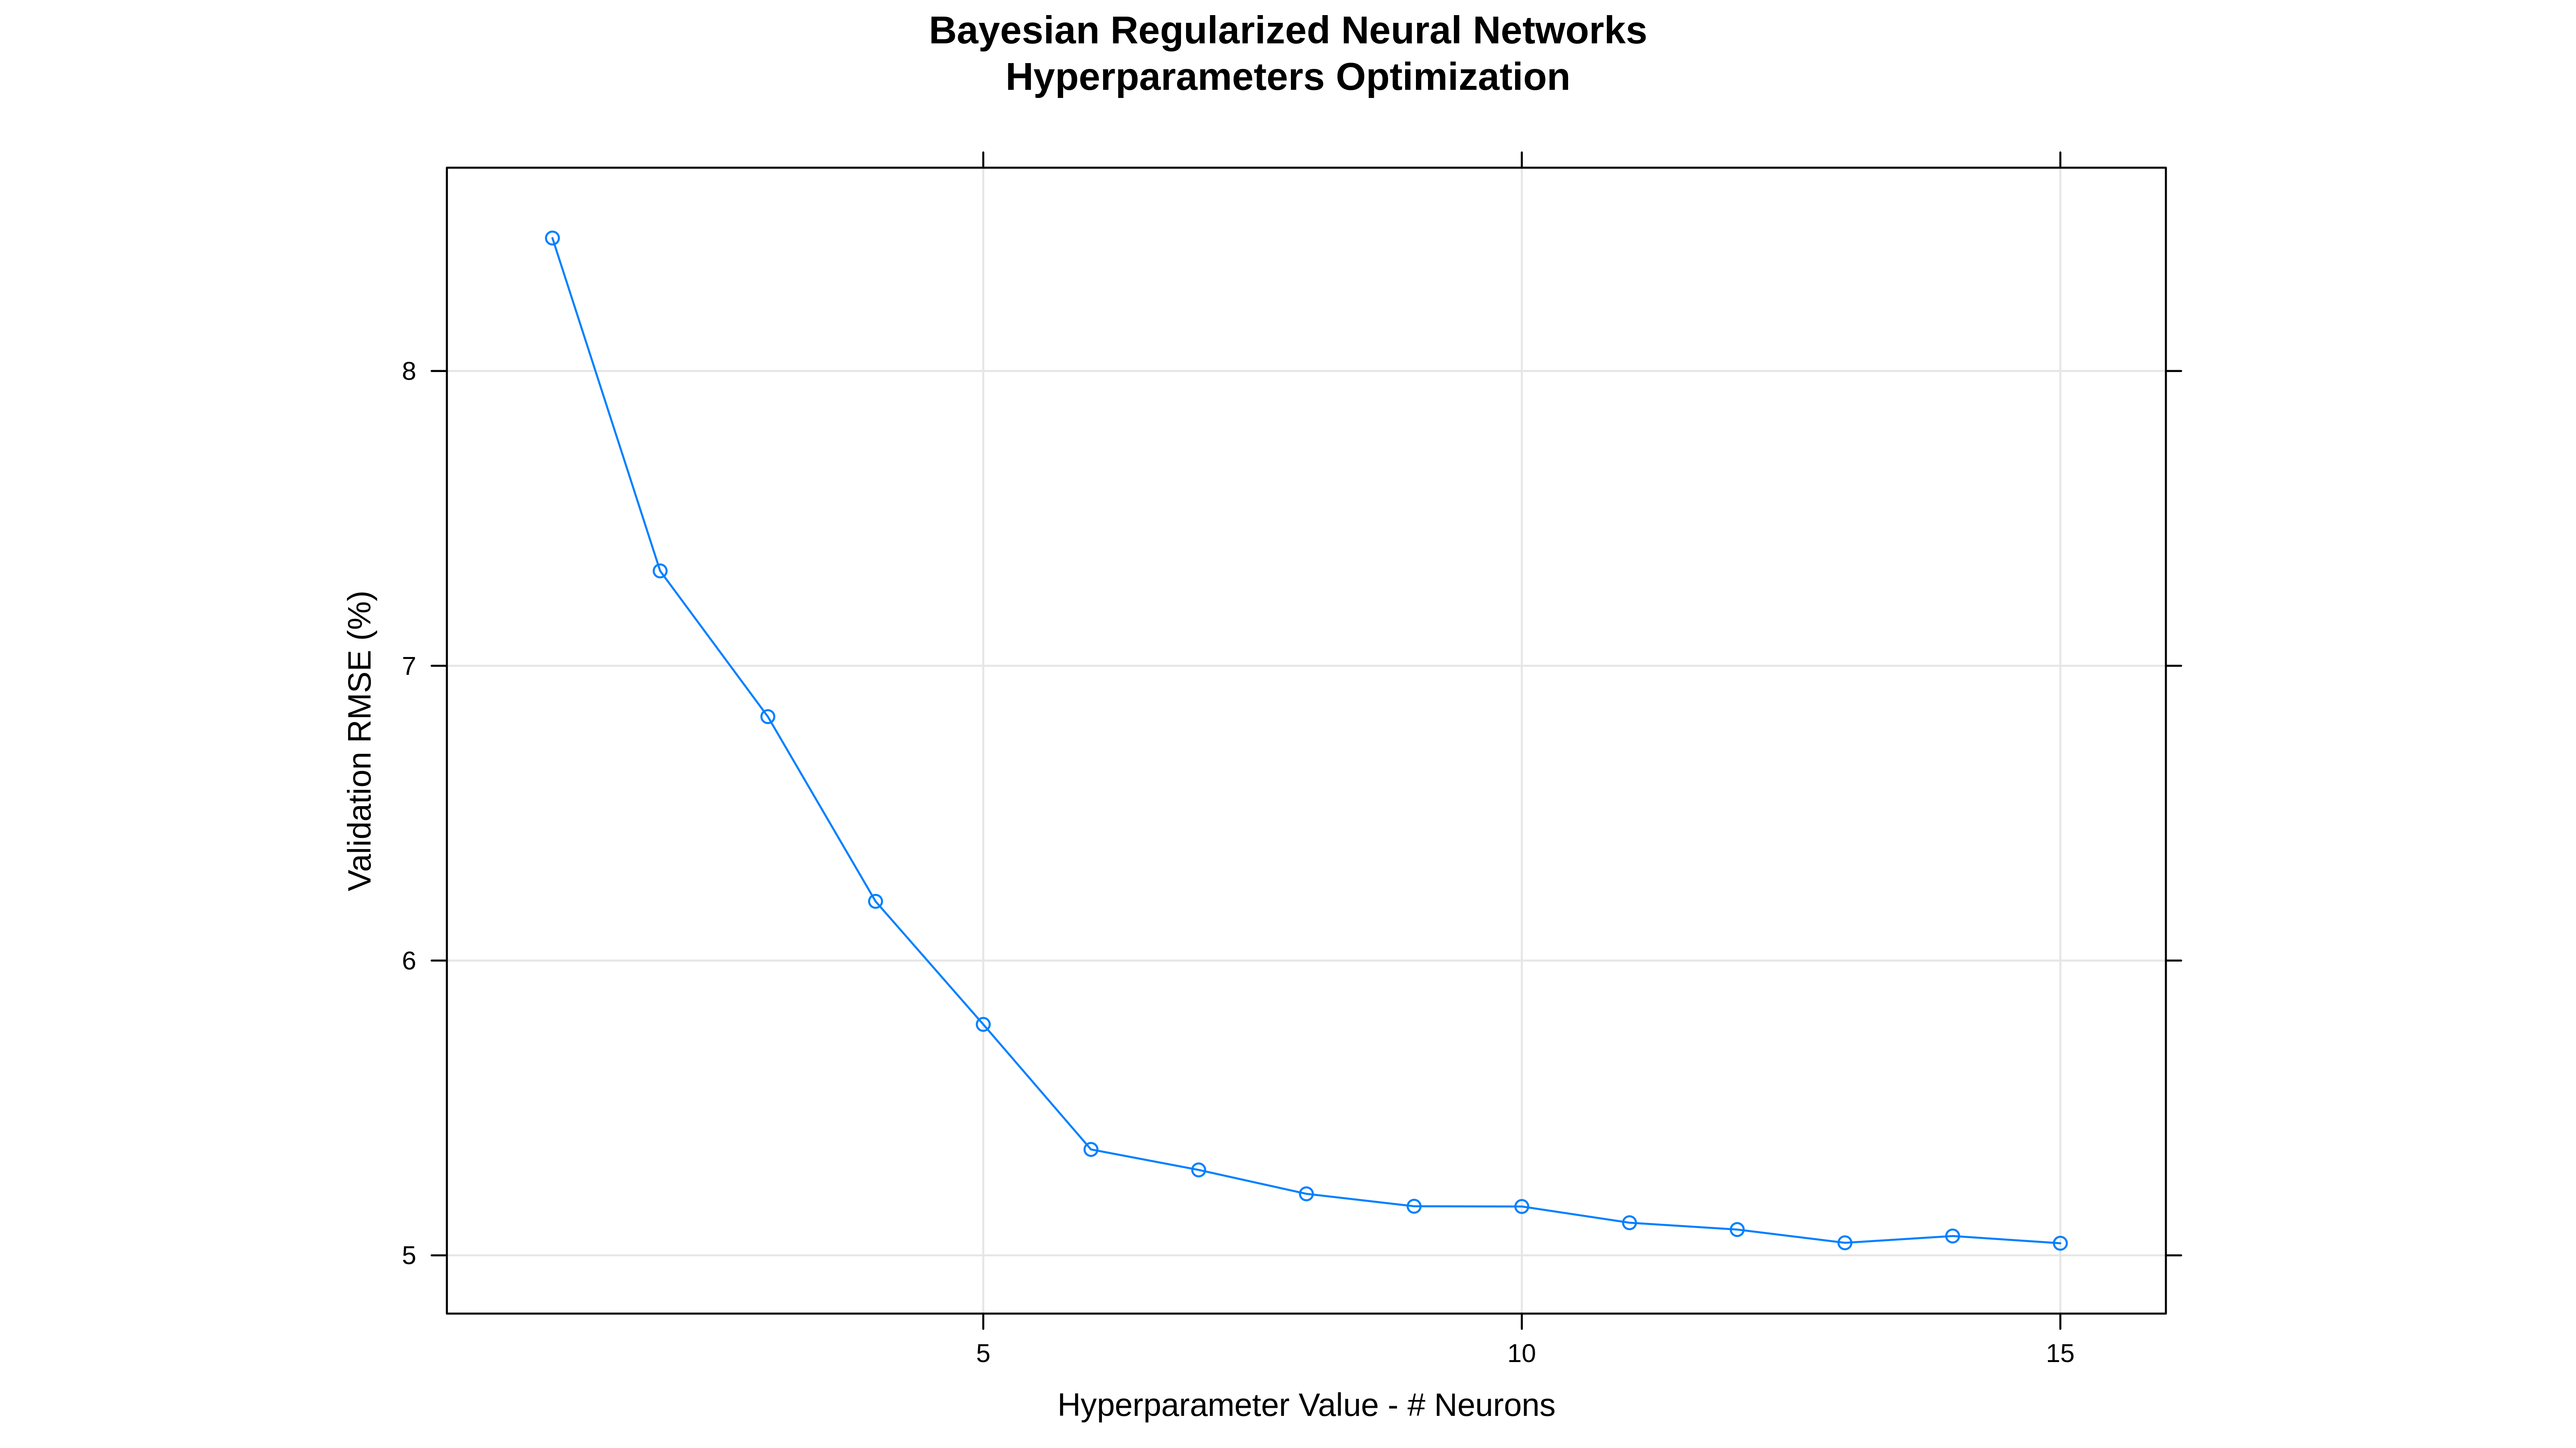 Bayesian Regularized Neural Networks
Hyperparameters Optimization
Validation RMSE (%)
8
7
6
5
5
10
15
Hyperparameter Value - # Neurons